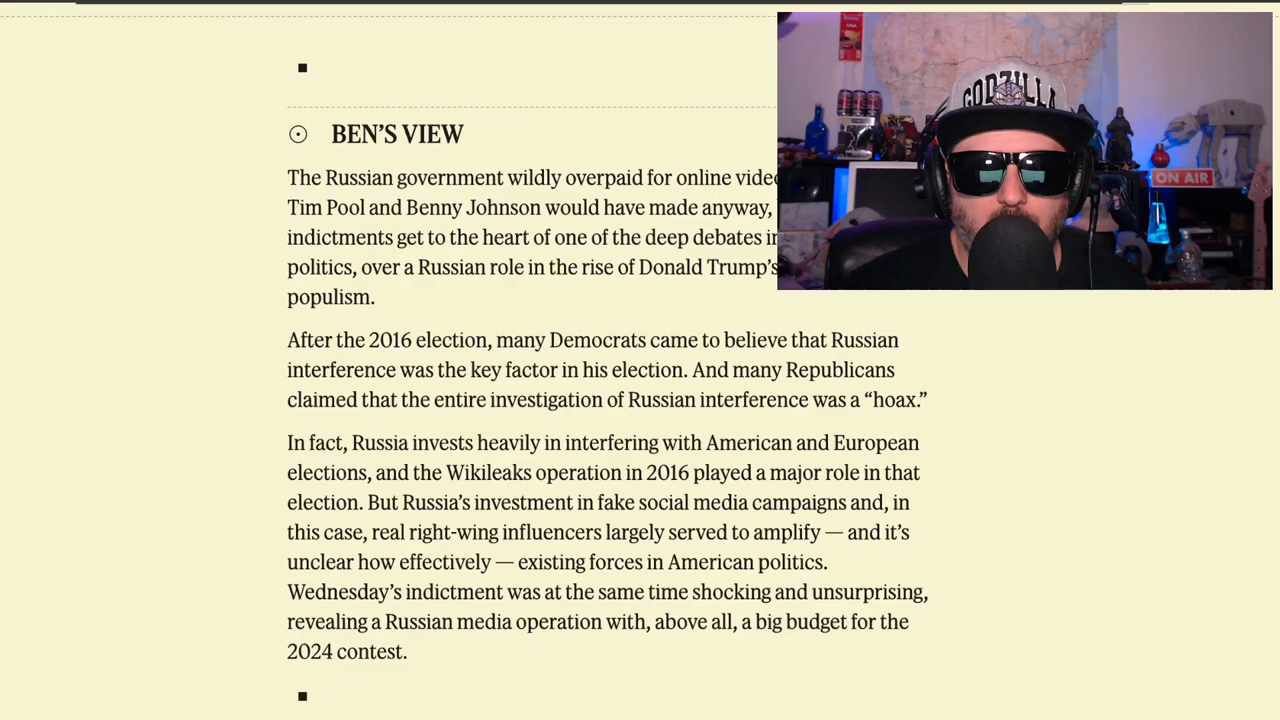 BEN’S VIEW
The Russian government wildly overpaid for online
Tim Pool and Benny Johnson would have made anyway,
indictments get to the heart of one of the deep debates
politics, over a Russian role in the rise of Donald Trump’s
populism.
After the 2016 election, many Democrats came to believe that Russian
interference was the key factor in his election. And many Republicans
claimed that the entire investigation of Russian interference was a “hoax.”
In fact, Russia invests heavily in interfering with American and European
elections, and the Wikileaks operation in 2016 played a major role in that
election. But Russia’s investment in fake social media campaigns and, in
this case, real right-wing influencers largely served to amplify — and it’s
unclear how effectively — existing forces in American politics.
Wednesday’s indictment was at the same time shocking and unsurprising,
revealing a Russian media operation with, above all, a big budget for the
2024 contest.
GODZILLA
ON AIR